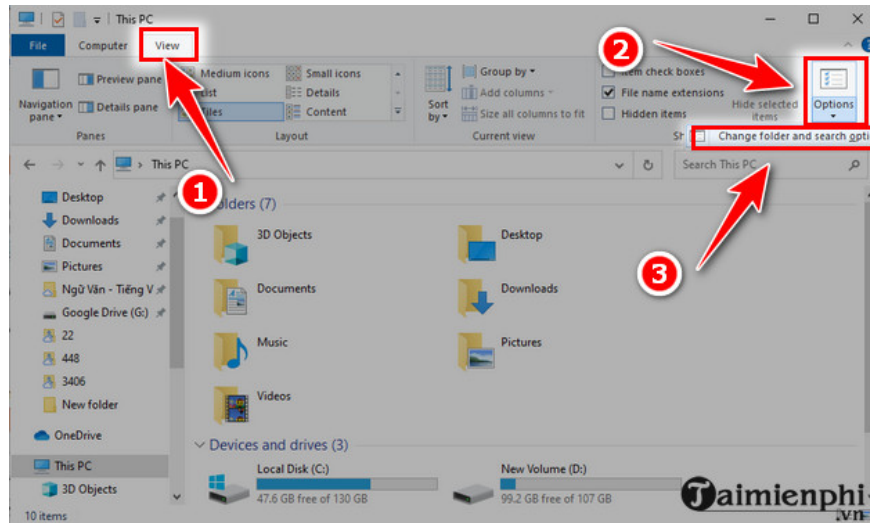 This PC
File Computer View
Navigation pane
Preview pane
Details pane
Panes
Medium icons
Small icons
List
Details
Tiles
Content
Layout
Sort by
Group by
Add columns
Size all columns to fit
Current view
Item check boxes
File name extensions
Hidden items
Hide selected items
Options
Change folder and search opti
1
2
3
This PC
Search This PC
Desktop
Downloads
Documents
Pictures
Ngữ Văn - Tiếng V
Google Drive (G:)
22
448
3406
New folder
OneDrive
This PC
3D Objects
Folders (7)
3D Objects
Desktop
Documents
Downloads
Music
Pictures
Videos
Devices and drives (3)
Local Disk (C:)
47.6 GB free of 130 GB
New Volume (D:)
99.2 GB free of 107 GB
10 items
Taimienphi
.vn